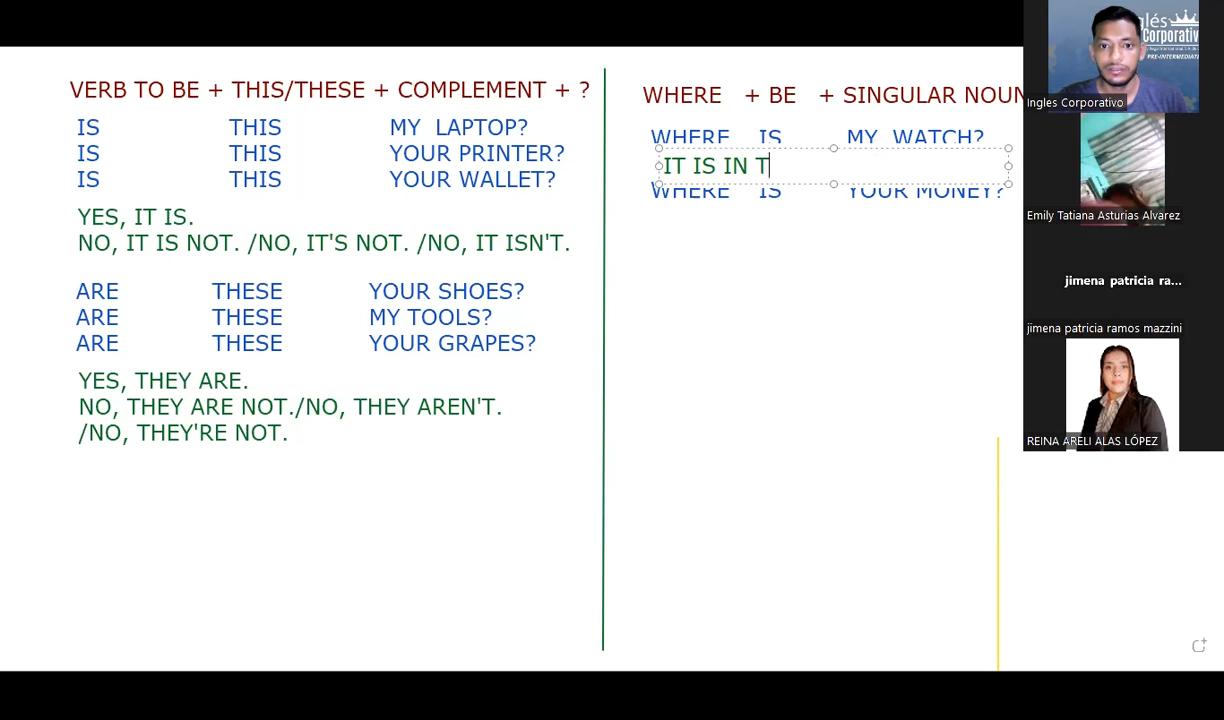 VERB TO BE + THIS/THESE + COMPLEMENT + ?
IS THIS MY LAPTOP?
IS THIS YOUR PRINTER?
IS THIS YOUR WALLET?
YES, IT IS.
NO, IT IS NOT. /NO, IT'S NOT. /NO, IT ISN'T.
ARE THESE YOUR SHOES?
ARE THESE MY TOOLS?
ARE THESE YOUR GRAPES?
YES, THEY ARE.
NO, THEY ARE NOT./NO, THEY AREN'T.
/NO, THEY'RE NOT.
WHERE + BE + SINGULAR NOUN
WHERE IS MY WATCH?
IT IS IN T
WHERE IS YOUR MONEY?
Corporativ
PRE-INTERMEDIATE
Ingles Corporativo
Emily Tatiana Asturias Alvarez
jimena patricia ra...
jimena patricia ramos mazzini
REINA ARELI ALAS LÓPEZ